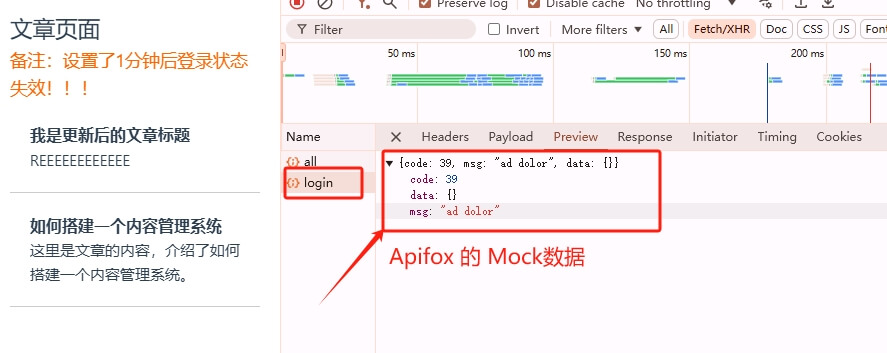 文章页面
备注：设置了1分钟后登录状态
失效！！！
我是更新后的文章标题
REEEEEEEEEEEE
如何搭建一个内容管理系统
这里是文章的内容，介绍了如何
搭建一个内容管理系统。
Preserve log
Disable cache
No throttling
Filter
Invert
More filters
All
Fetch/XHR
Doc
CSS
JS
Font
50 ms
100 ms
150 ms
200 ms
Name
Headers
Payload
Preview
Response
Initiator
Timing
Cookies
all
login
{code: 39, msg: "ad dolor", data: {}}
code: 39
data: {}
msg: "ad dolor"
Apifox 的 Mock数据